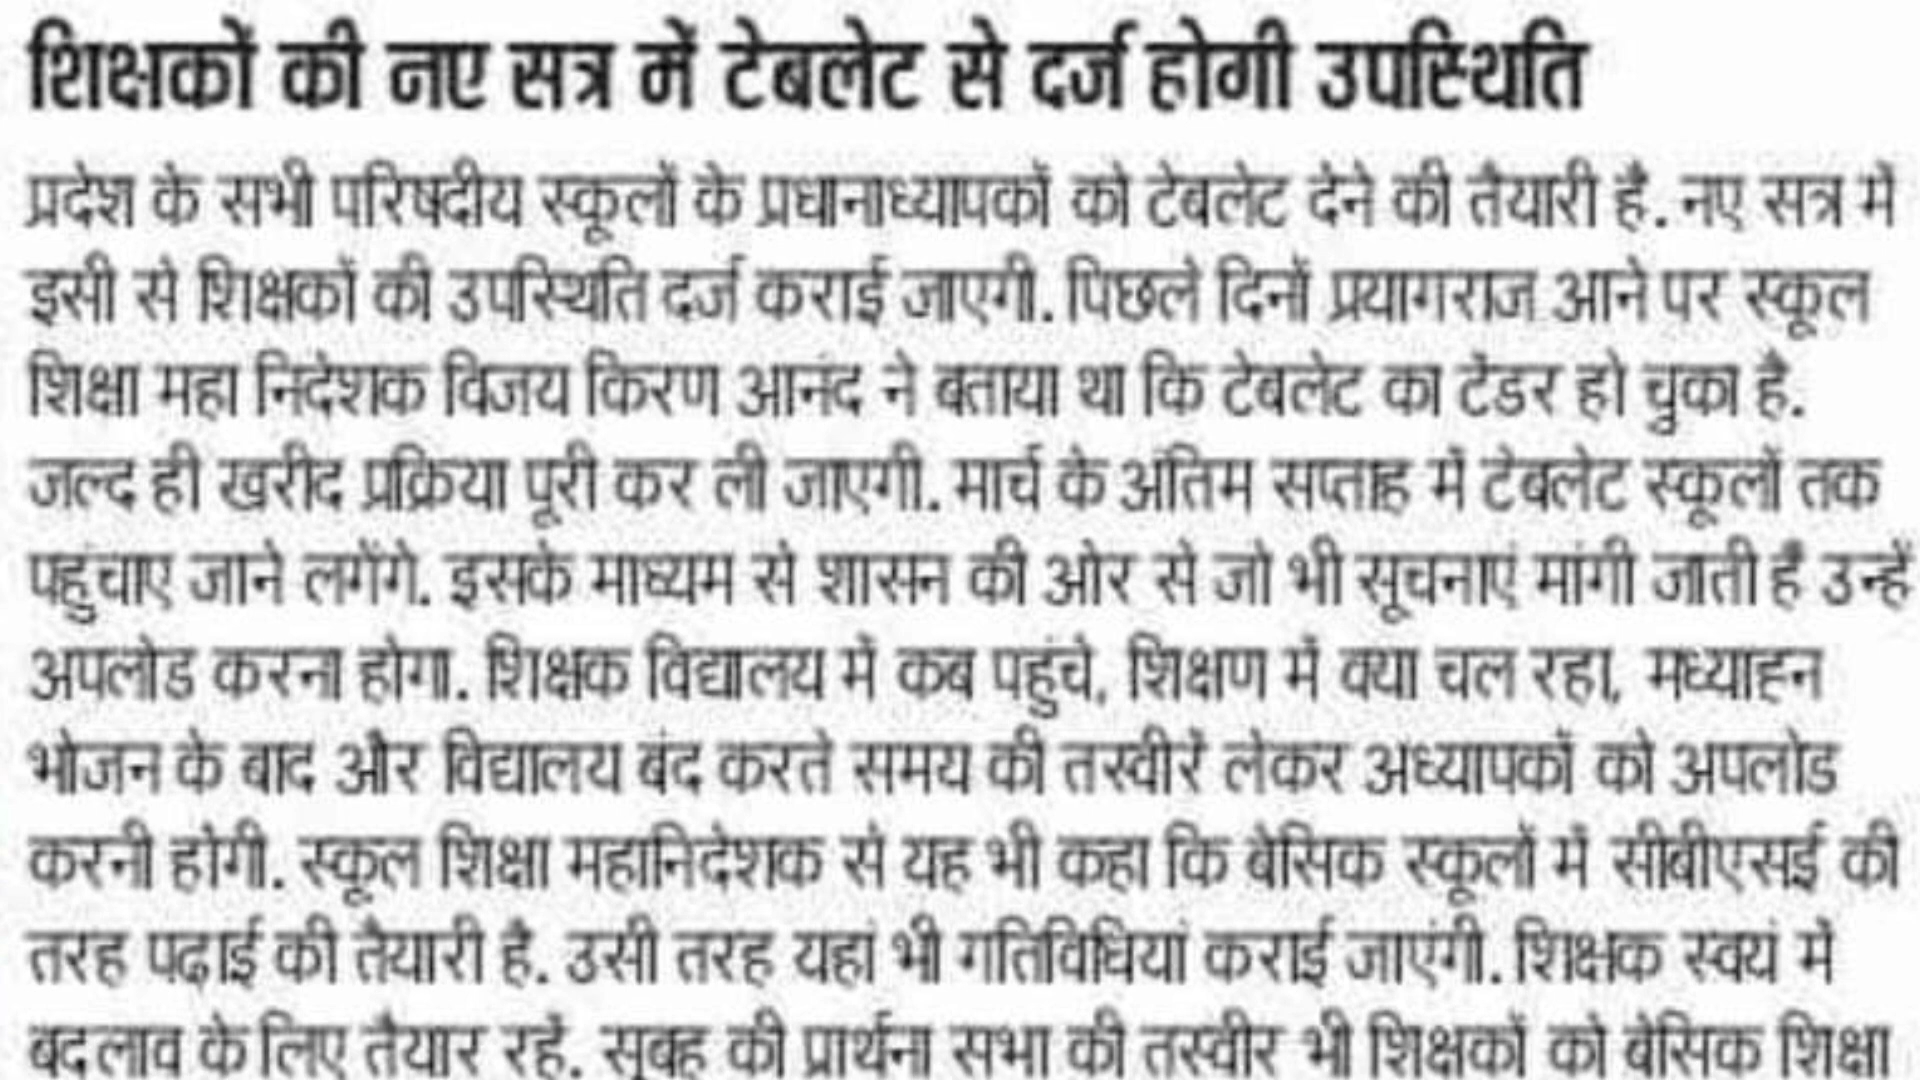 शिक्षकों की नए सत्र में टेबलेट से दर्ज होगी उपस्थिति
प्रदेश के सभी परिषदीय स्कूलों के प्रधानाध्यापकों को टेबलेट देने की तैयारी है. नए सत्र में
इसी से शिक्षकों की उपस्थिति दर्ज कराई जाएगी. पिछले दिनों प्रयागराज आने पर स्कूल
शिक्षा महा निदेशक विजय किरण आनंद ने बताया था कि टेबलेट का टेंडर हो चुका है.
जल्द ही खरीद प्रक्रिया पूरी कर ली जाएगी. मार्च के अंतिम सप्ताह में टेबलेट स्कूलों तक
पहुंचाए जाने लगेंगे. इसके माध्यम से शासन की ओर से जो भी सूचनाएं मांगी जाती हैं उन्हें
अपलोड करना होगा. शिक्षक विद्यालय में कब पहुंचे, शिक्षण में क्या चल रहा, मध्याह्न
भोजन के बाद और विद्यालय बंद करते समय की तस्वीरें लेकर अध्यापकों को अपलोड
करनी होगी. स्कूल शिक्षा महानिदेशक से यह भी कहा कि बेसिक स्कूलों में सीबीएसई की
तरह पढ़ाई की तैयारी है. उसी तरह यहां भी गतिविधियां कराई जाएंगी. शिक्षक स्वयं में
बदलाव के लिए तैयार रहें. सुबह की प्रार्थना सभा की तस्वीर भी शिक्षकों को बेसिक शिक्षा